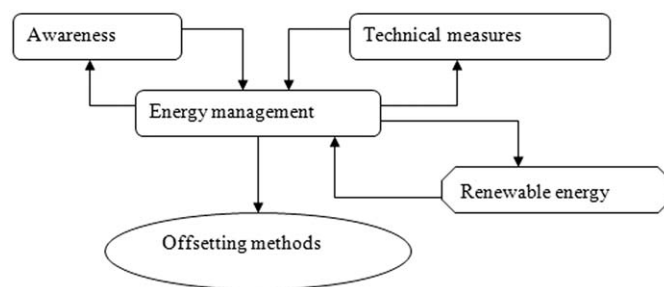 Awareness
Technical measures
Energy management
Renewable energy
Offsetting methods